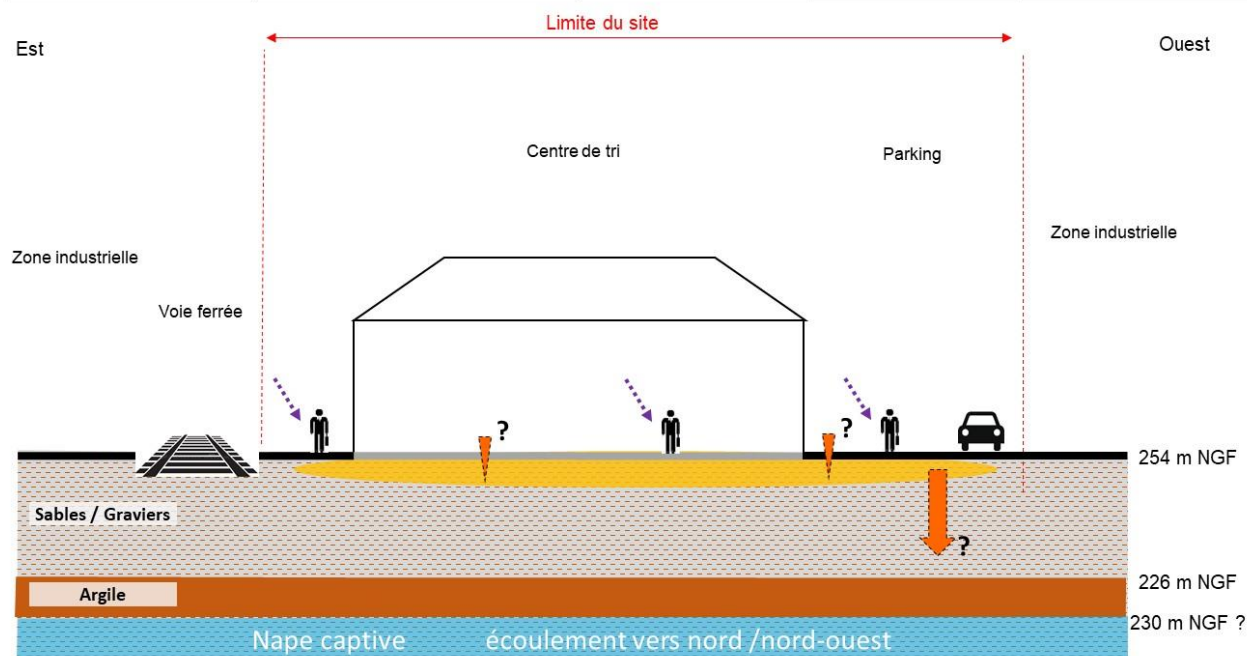 Limite du site
Est
Ouest
Centre de tri
Parking
Zone industrielle
Zone industrielle
Voie ferrée
?
?
254 m NGF
Sables / Graviers
?
226 m NGF
Argile
230 m NGF ?
Nape captive écoulement vers nord /nord-ouest